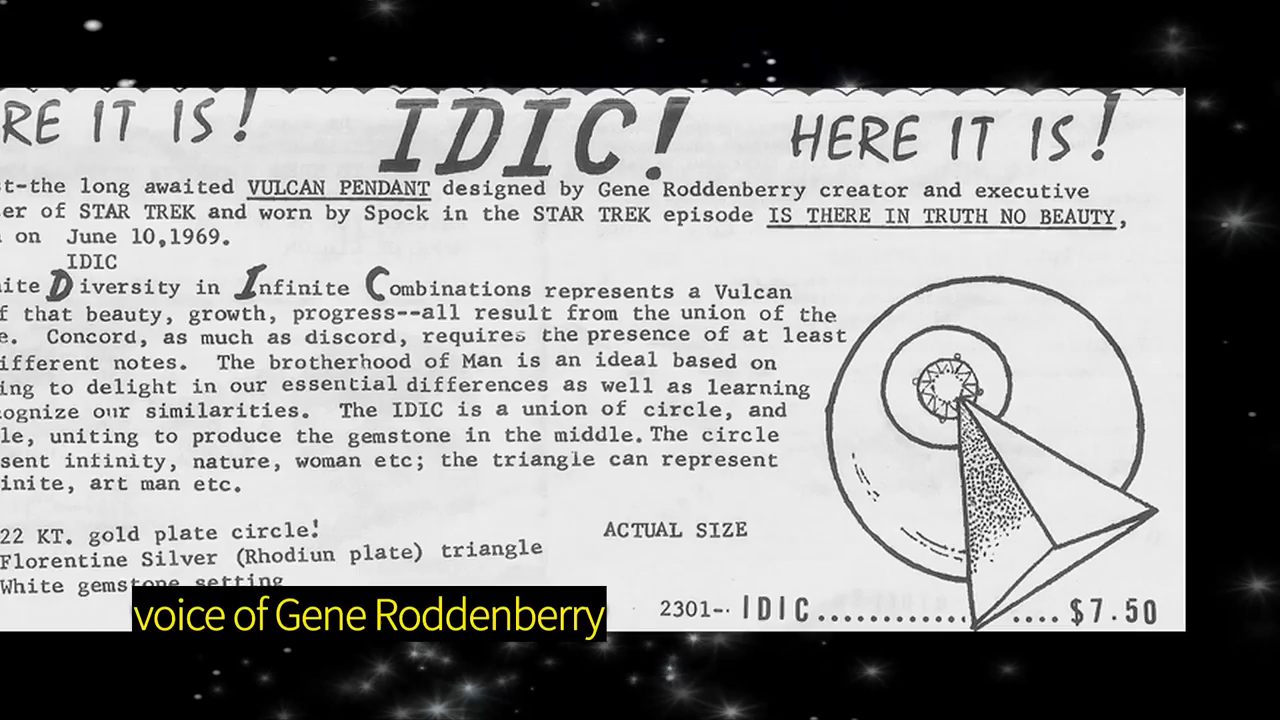 RE IT IS! IDIC! HERE IT IS!
st-the long awaited VULCAN PENDANT designed by Gene Roddenberry creator and executive
er of STAR TREK and worn by Spock in the STAR TREK episode IS THERE IN TRUTH NO BEAUTY,
on June 10,1969.
IDIC
ite Diversity in Infinite Combinations represents a Vulcan
f that beauty, growth, progress--all result from the union of the
e. Concord, as much as discord, requires the presence of at least
ifferent notes. The brotherhood of Man is an ideal based on
ing to delight in our essential differences as well as learning
ognize our similarities. The IDIC is a union of circle, and
le, uniting to produce the gemstone in the middle. The circle
sent infinity, nature, woman etc; the triangle can represent
inite, art man etc.
22 KT. gold plate circle!
ACTUAL SIZE
Florentine Silver (Rhodiun plate) triangle
White gemstone setting
voice of Gene Roddenberry
2301-. IDIC................ $7.50